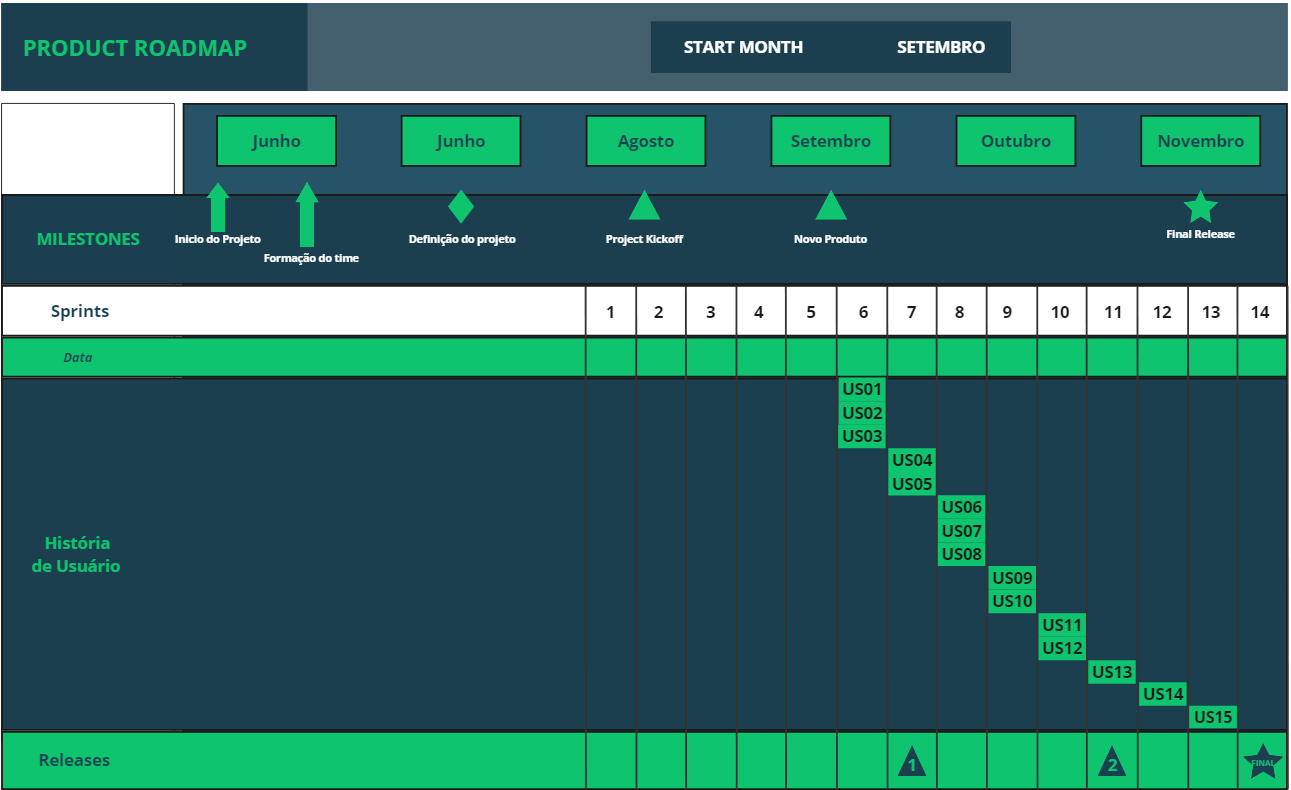 PRODUCT ROADMAP
START MONTH SETEMBRO
Junho Junho Agosto Setembro Outubro Novembro
MILESTONES
Inicio do Projeto
Formação do time
Definição do projeto
Project Kickoff
Novo Produto
Final Release
Sprints 1 2 3 4 5 6 7 8 9 10 11 12 13 14
Data
História
de Usuário
US01
US02
US03
US04
US05
US06
US07
US08
US09
US10
US11
US12
US13
US14
US15
Releases 1 2 FINAL